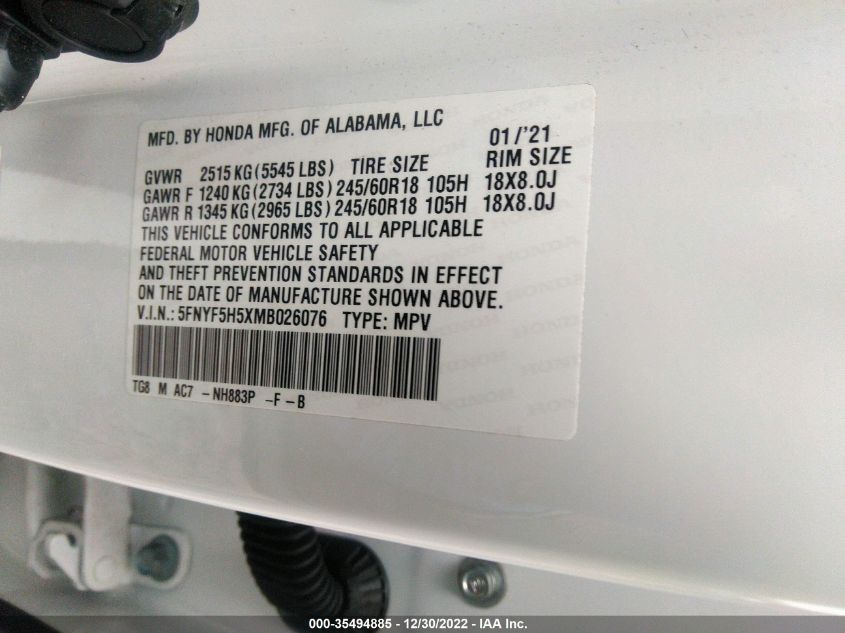 MFD. BY HONDA MFG. OF ALABAMA, LLC 01/'21
GVWR 2515 KG (5545 LBS) TIRE SIZE RIM SIZE
GAWR F 1240 KG (2734 LBS) 245/60R18 105H 18X8.0J
GAWR R 1345 KG (2965 LBS) 245/60R18 105H 18X8.0J
THIS VEHICLE CONFORMS TO ALL APPLICABLE
FEDERAL MOTOR VEHICLE SAFETY
AND THEFT PREVENTION STANDARDS IN EFFECT
ON THE DATE OF MANUFACTURE SHOWN ABOVE.
V.I.N.: 5FNYF5H5XMB026076 TYPE: MPV
TG8 M AC7 -NH883P -F -B
000-35494885 - 12/30/2022 - IAA Inc.